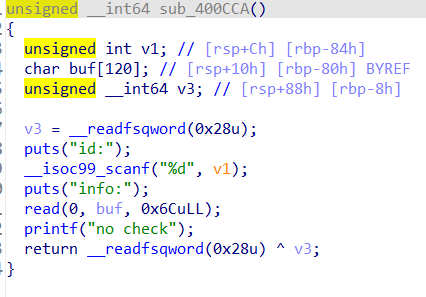 unsigned __int64 sub_400CCA()
{
unsigned int v1; // [rsp+Ch] [rbp-84h]
char buf[120]; // [rsp+10h] [rbp-80h] BYREF
unsigned __int64 v3; // [rsp+88h] [rbp-8h]
v3 = __readfsqword(0x28u);
puts("id:");
__isoc99_scanf("%d", v1);
puts("info:");
read(0, buf, 0x6CuLL);
printf("no check");
return __readfsqword(0x28u) ^ v3;
}